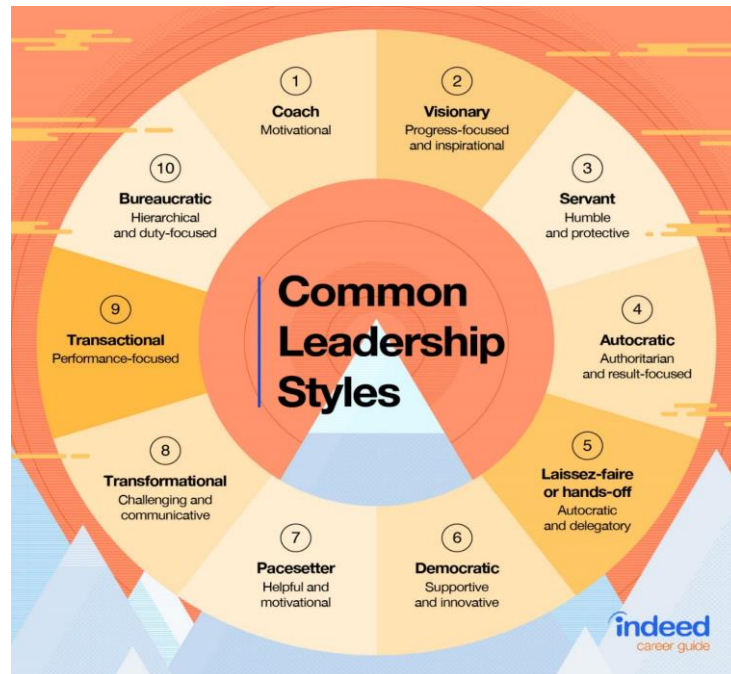 Common
Leadership
Styles
1
Coach
Motivational
2
Visionary
Progress-focused
and inspirational
3
Servant
Humble
and protective
4
Autocratic
Authoritarian
and result-focused
5
Laissez-faire
or hands-off
Autocratic
and delegatory
6
Democratic
Supportive
and innovative
7
Pacesetter
Helpful and
motivational
8
Transformational
Challenging and
communicative
9
Transactional
Performance-focused
10
Bureaucratic
Hierarchical
and duty-focused
indeed
career guide